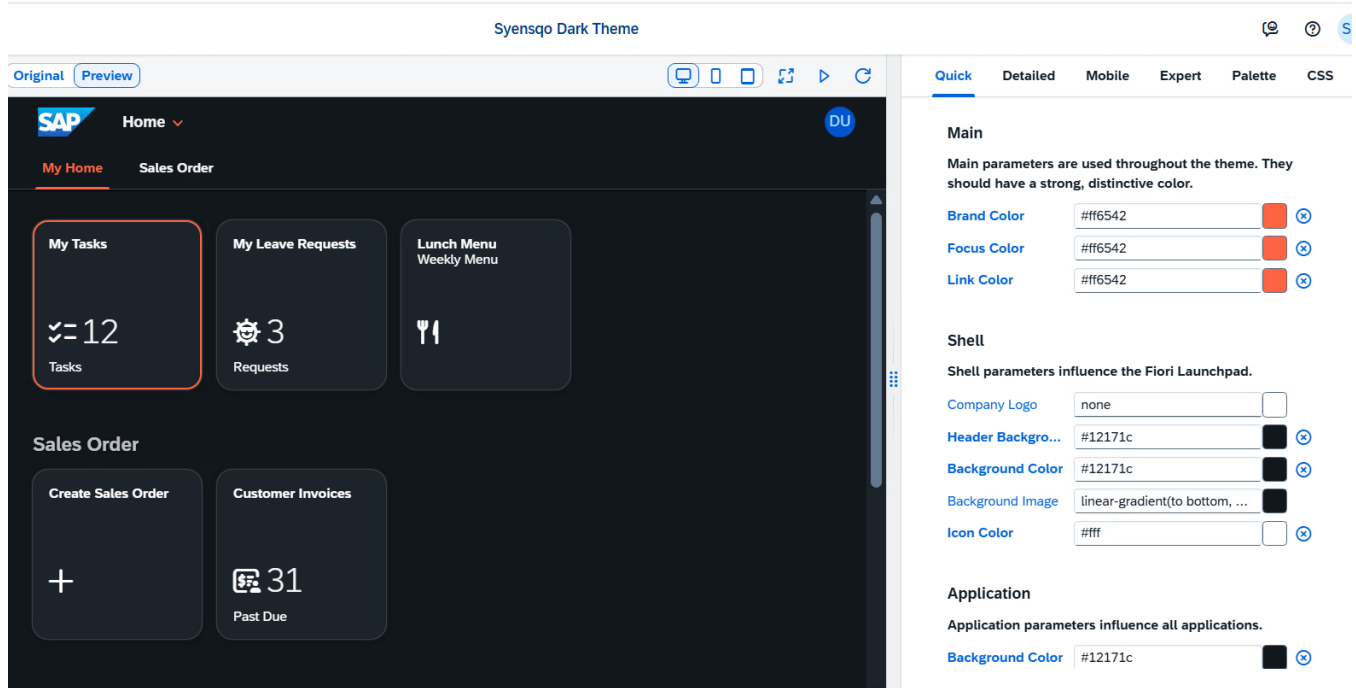 Syensqo Dark Theme
S
Original Preview
Quick Detailed Mobile Expert Palette CSS
SAP Home
DU
My Home Sales Order
My Tasks
12
Tasks
My Leave Requests
3
Requests
Lunch Menu
Weekly Menu
Sales Order
Create Sales Order
Customer Invoices
31
Past Due
Main
Main parameters are used throughout the theme. They
should have a strong, distinctive color.
Brand Color #ff6542
Focus Color #ff6542
Link Color #ff6542
Shell
Shell parameters influence the Fiori Launchpad.
Company Logo none
Header Backgro... #12171c
Background Color #12171c
Background Image linear-gradient(to bottom, ...
Icon Color #fff
Application
Application parameters influence all applications.
Background Color #12171c